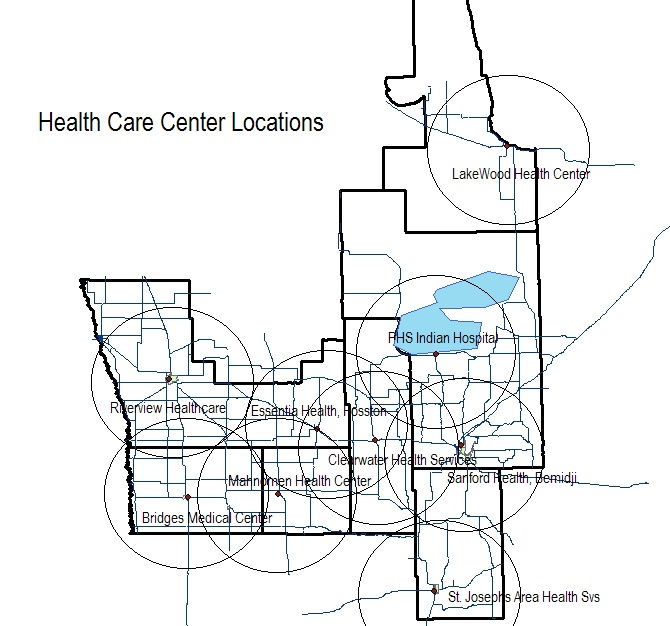 Health Care Center Locations
LakeWood Health Center
PHS Indian Hospital
Riverview Healthcare
Essentia Health, Fosston
Clearwater Health Services
Sanford Health, Bemidji
Mahnomen Health Center
Bridges Medical Center
St. Josephs Area Health Svs